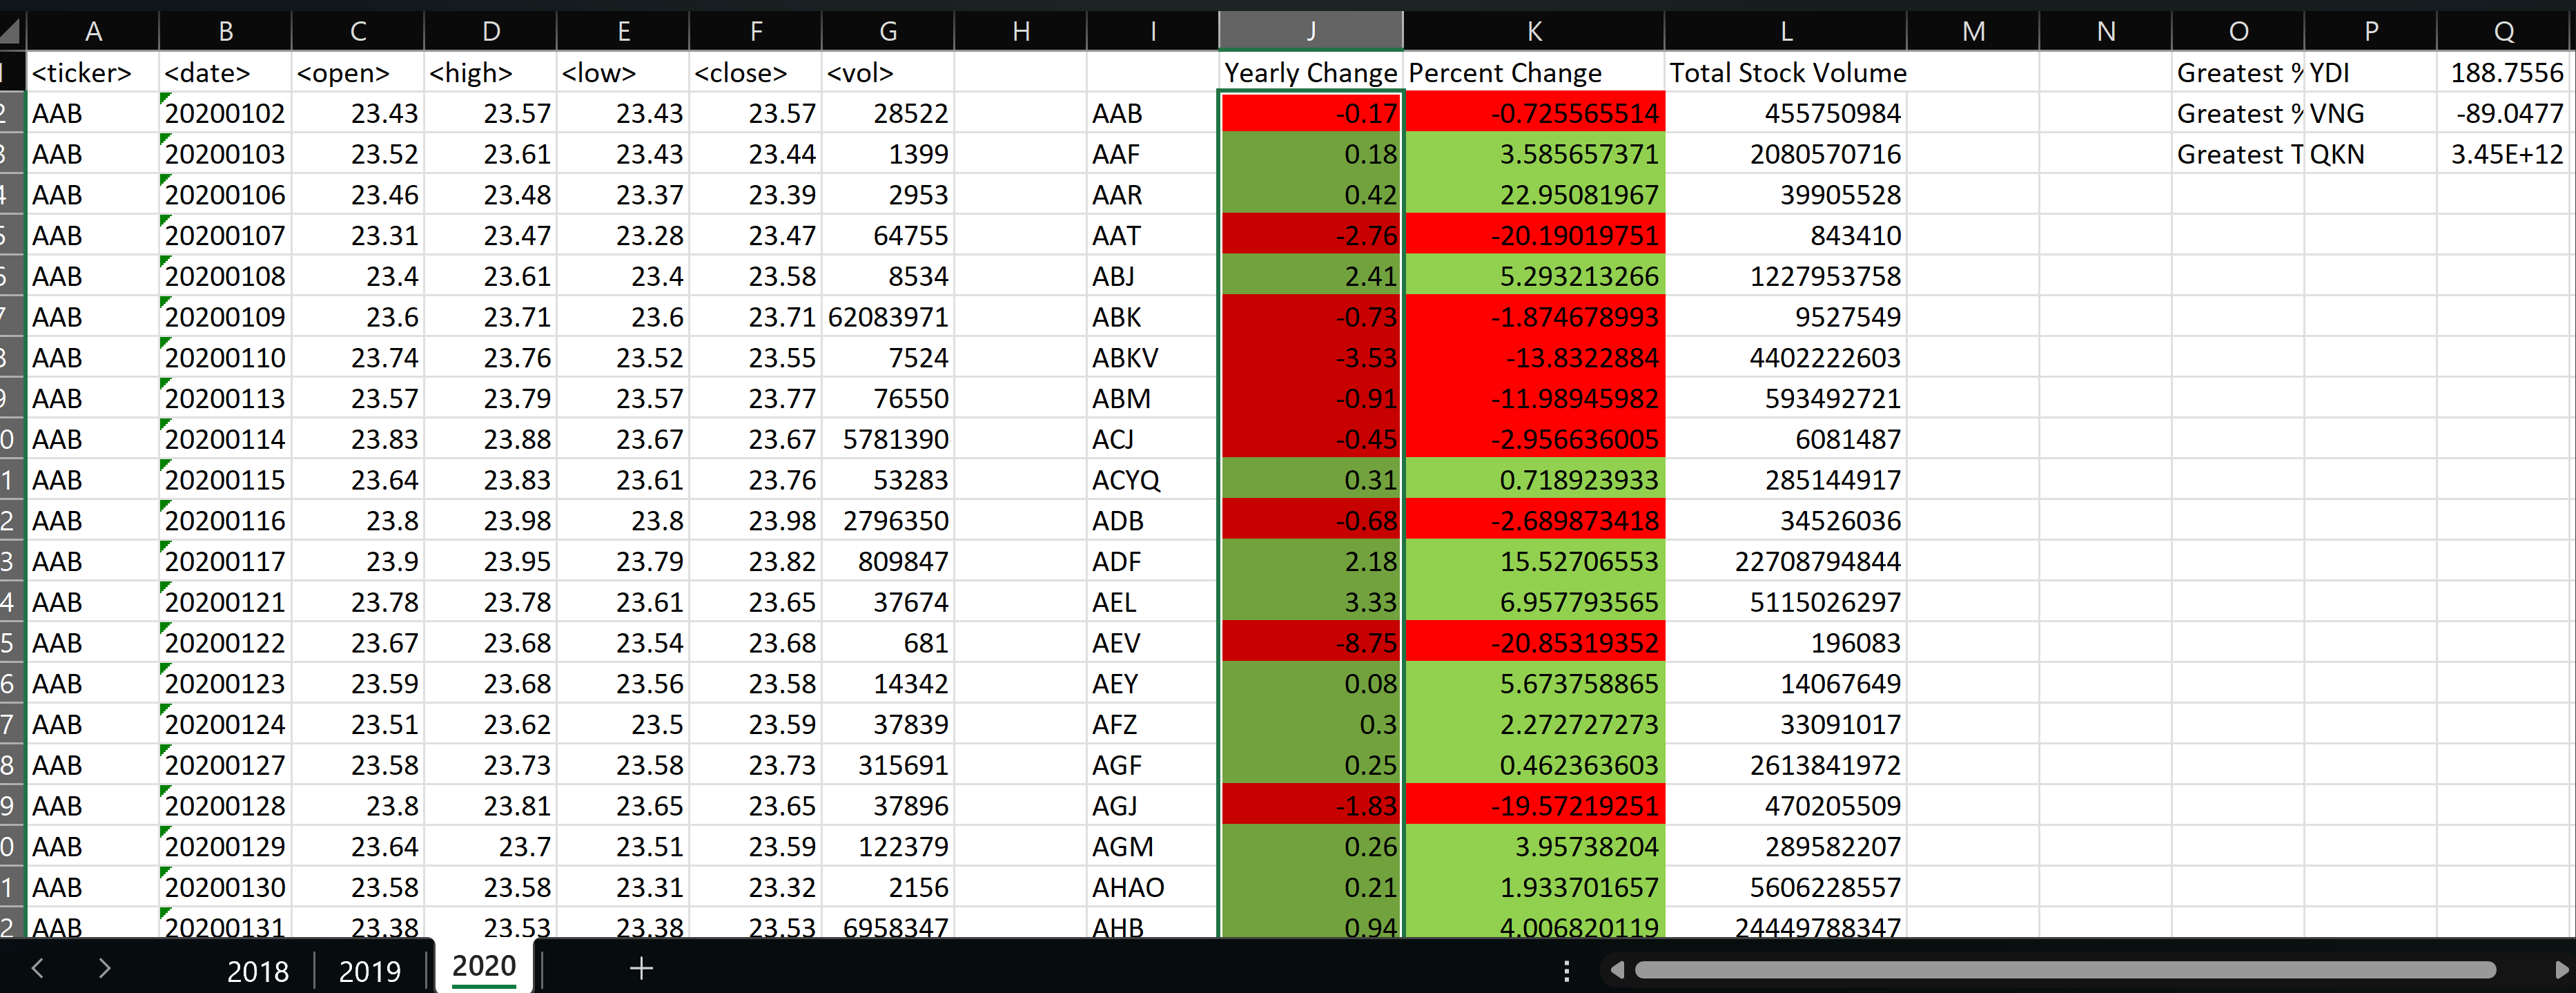 A B C D E F G H I J K L M N O P Q
<ticker> <date> <open> <high> <low> <close> <vol> Yearly Change Percent Change Total Stock Volume Greatest % YDI 188.7556
2 AAB 20200102 23.43 23.57 23.43 23.57 28522 AAB -0.17 -0.725565514 455750984 Greatest % VNG -89.0477
3 AAB 20200103 23.52 23.61 23.43 23.44 1399 AAF 0.18 3.585657371 2080570716 Greatest T QKN 3.45E+12
4 AAB 20200106 23.46 23.48 23.37 23.39 2953 AAR 0.42 22.95081967 39905528
5 AAB 20200107 23.31 23.47 23.28 23.47 64755 AAT -2.76 -20.19019751 843410
6 AAB 20200108 23.4 23.61 23.4 23.58 8534 ABJ 2.41 5.293213266 1227953758
7 AAB 20200109 23.6 23.71 23.6 23.71 62083971 ABK -0.73 -1.874678993 9527549
8 AAB 20200110 23.74 23.76 23.52 23.55 7524 ABKV -3.53 -13.8322884 4402222603
9 AAB 20200113 23.57 23.79 23.57 23.77 76550 ABM -0.91 -11.98945982 593492721
0 AAB 20200114 23.83 23.88 23.67 23.67 5781390 ACJ -0.45 -2.956636005 6081487
1 AAB 20200115 23.64 23.83 23.61 23.76 53283 ACYQ 0.31 0.718923933 285144917
2 AAB 20200116 23.8 23.98 23.8 23.98 2796350 ADB -0.68 -2.689873418 34526036
3 AAB 20200117 23.9 23.95 23.79 23.82 809847 ADF 2.18 15.52706553 22708794844
4 AAB 20200121 23.78 23.78 23.61 23.65 37674 AEL 3.33 6.957793565 5115026297
5 AAB 20200122 23.67 23.68 23.54 23.68 681 AEV -8.75 -20.85319352 196083
6 AAB 20200123 23.59 23.68 23.56 23.58 14342 AEY 0.08 5.673758865 14067649
7 AAB 20200124 23.51 23.62 23.5 23.59 37839 AFZ 0.3 2.272727273 33091017
8 AAB 20200127 23.58 23.73 23.58 23.73 315691 AGF 0.25 0.462363603 2613841972
9 AAB 20200128 23.8 23.81 23.65 23.65 37896 AGJ -1.83 -19.57219251 470205509
0 AAB 20200129 23.64 23.7 23.51 23.59 122379 AGM 0.26 3.95738204 289582207
1 AAB 20200130 23.58 23.58 23.31 23.32 2156 AHAO 0.21 1.933701657 5606228557
2 AAB 20200131 23.38 23.53 23.38 23.53 6958347 AHB 0.94 4.006820119 24449788347
2018 2019 2020